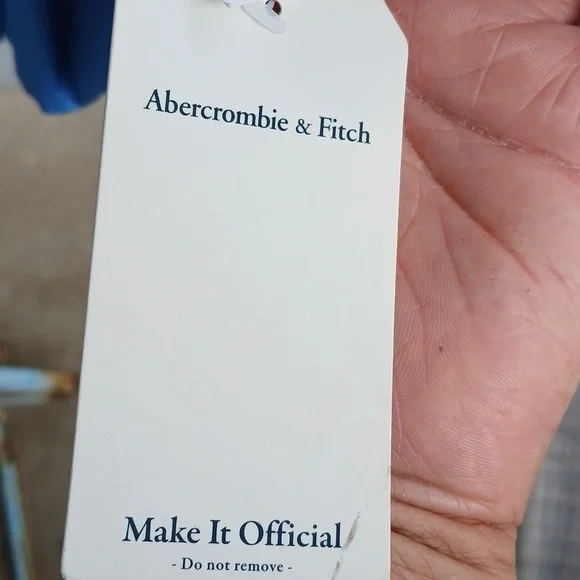 Abercrombie & Fitch
Make It Official
- Do not remove -